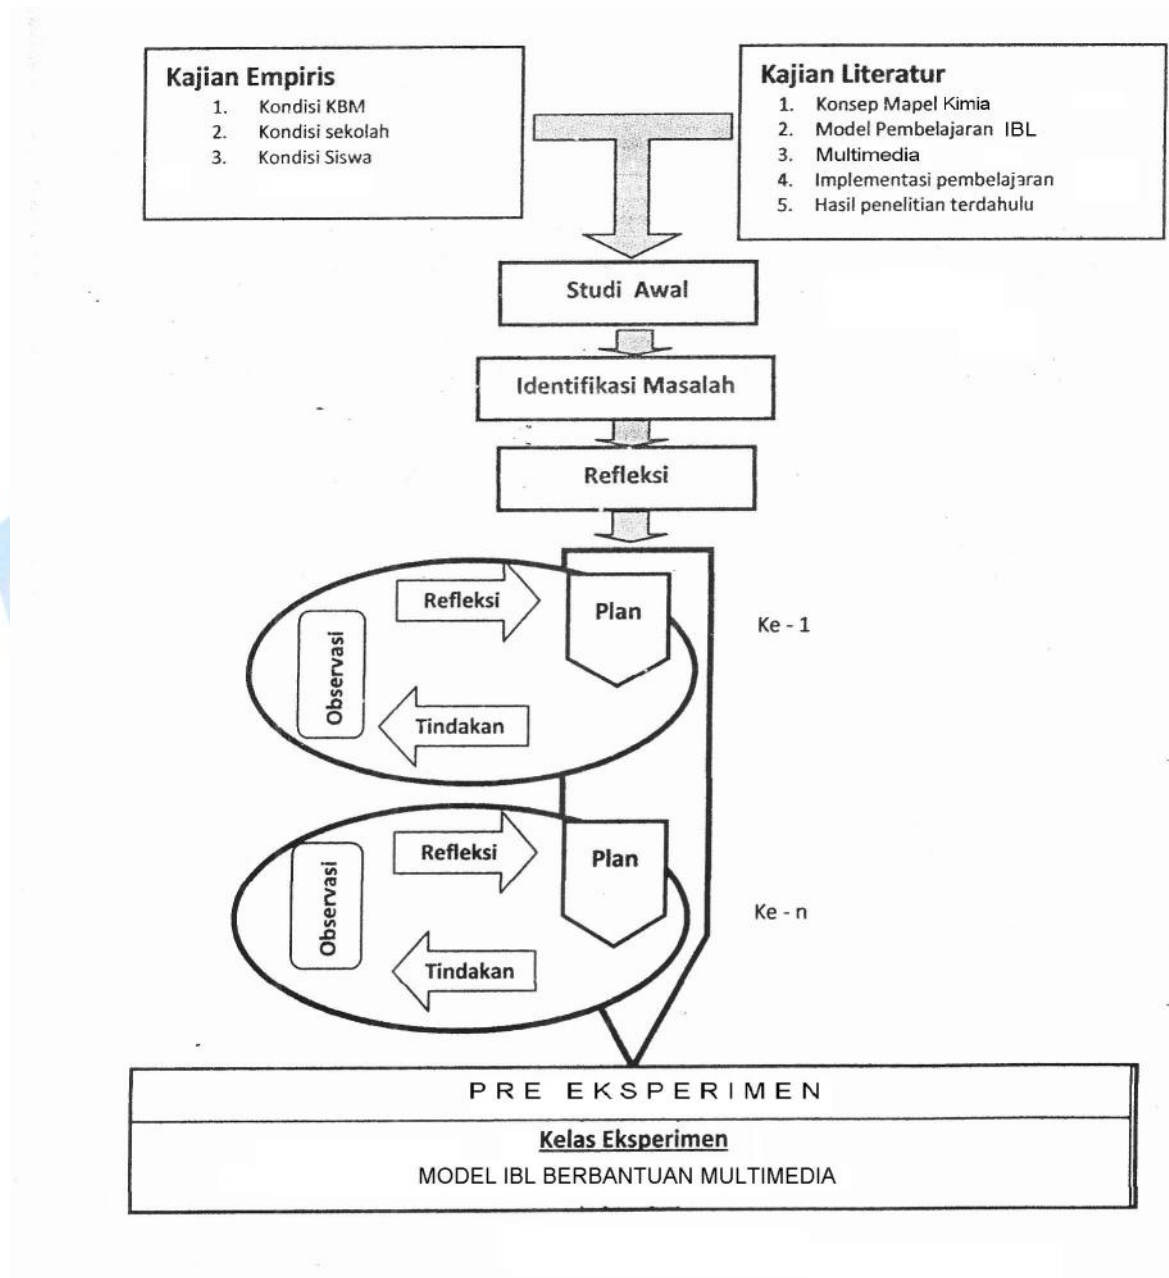 Kajian Empiris
1. Kondisi KBM
2. Kondisi sekolah
3. Kondisi Siswa
Kajian Literatur
1. Konsep Mapel Kimia
2. Model Pembelajaran IBL
3. Multimedia
4. Implementasi pembelajaran
5. Hasil penelitian terdahulu
Studi Awal
Identifikasi Masalah
Refleksi
Refleksi
Plan
Observasi
Tindakan
Ke - 1
Refleksi
Plan
Observasi
Tindakan
Ke - n
PRE EKSPERIMEN
Kelas Eksperimen
MODEL IBL BERBANTUAN MULTIMEDIA